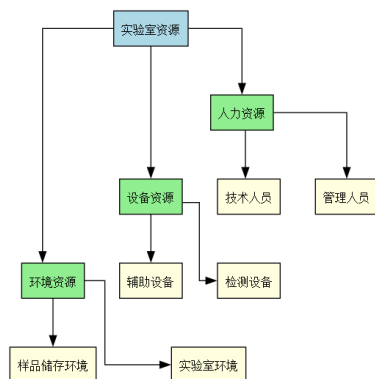 实验室资源
人力资源
设备资源
技术人员
管理人员
环境资源
辅助设备
检测设备
样品储存环境
实验室环境